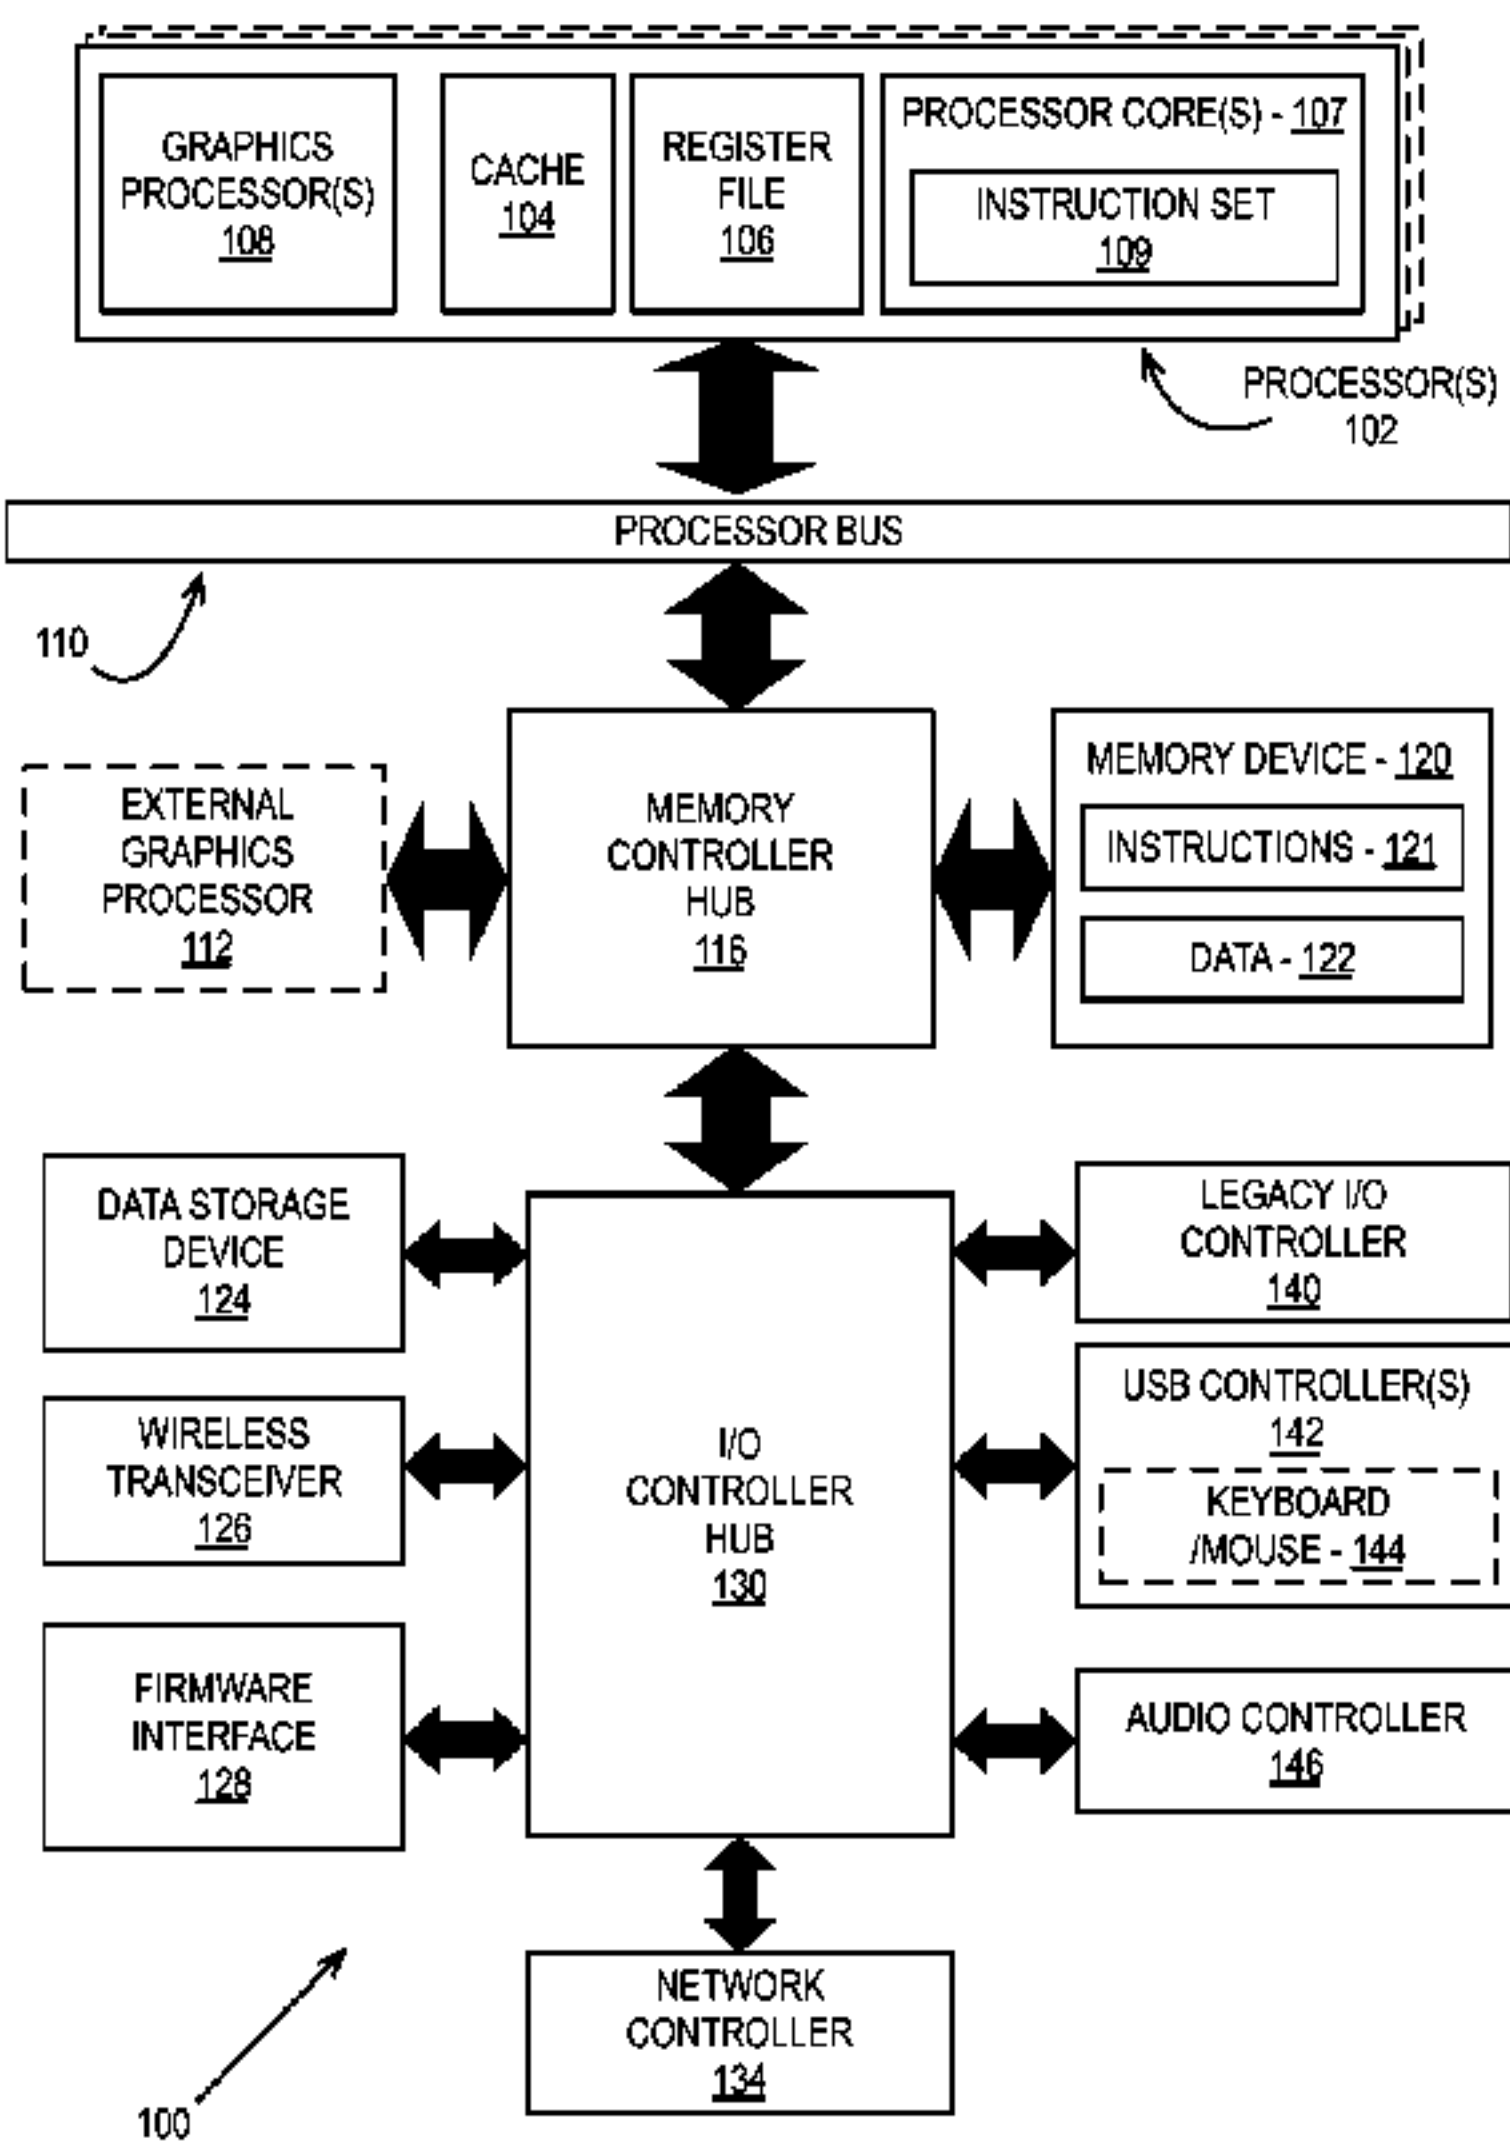 GRAPHICS
PROCESSOR(S)
108
CACHE
104
REGISTER
FILE
106
PROCESSOR CORE(S) - 107
INSTRUCTION SET
109
PROCESSOR(S)
102
PROCESSOR BUS
110
EXTERNAL
GRAPHICS
PROCESSOR
112
MEMORY
CONTROLLER
HUB
116
MEMORY DEVICE - 120
INSTRUCTIONS - 121
DATA - 122
DATA STORAGE
DEVICE
124
WIRELESS
TRANSCEIVER
126
FIRMWARE
INTERFACE
128
I/O
CONTROLLER
HUB
130
LEGACY I/O
CONTROLLER
140
USB CONTROLLER(S)
142
KEYBOARD
/MOUSE - 144
AUDIO CONTROLLER
146
NETWORK
CONTROLLER
134
100